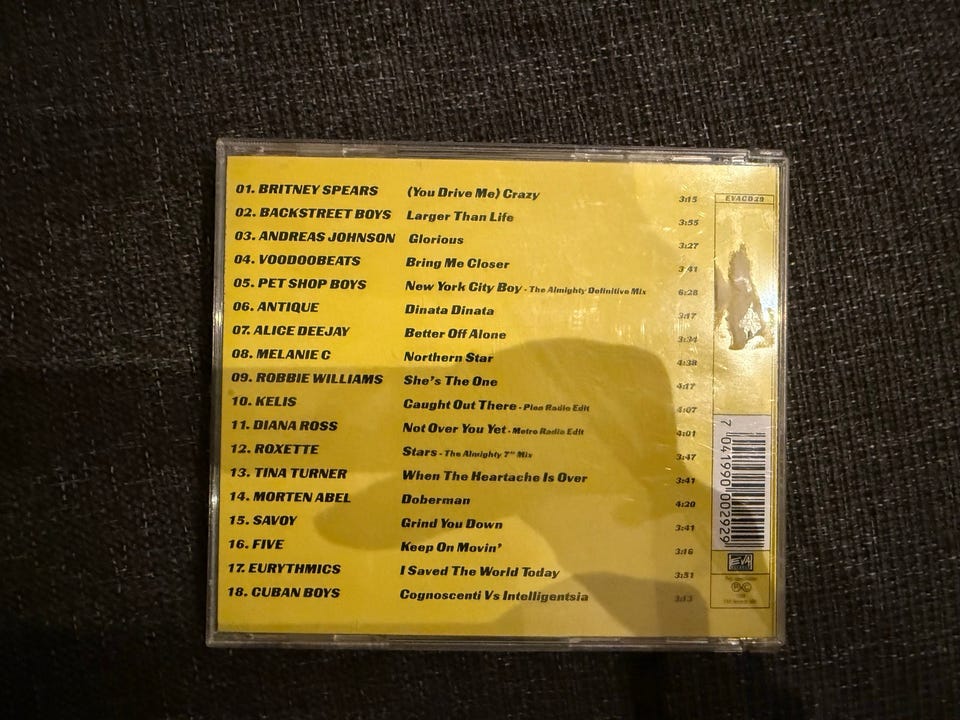 01. BRITNEY SPEARS (You Drive Me) Crazy 3:15
02. BACKSTREET BOYS Larger Than Life 3:55
03. ANDREAS JOHNSON Glorious 3:27
04. VOODOOBEATS Bring Me Closer 3:41
05. PET SHOP BOYS New York City Boy - The Almighty Definitive Mix 6:28
06. ANTIQUE Dinata Dinata 3:17
07. ALICE DEEJAY Better Off Alone 3:34
08. MELANIE C Northern Star 4:38
09. ROBBIE WILLIAMS She's The One 4:17
10. KELIS Caught Out There - Plan Radio Edit 4:07
11. DIANA ROSS Not Over You Yet - Metro Radio Edit 4:01
12. ROXETTE Stars - The Almighty 7" Mix 3:47
13. TINA TURNER When The Heartache Is Over 3:41
14. MORTEN ABEL Doberman 4:20
15. SAVOY Grind You Down 3:41
16. FIVE Keep On Movin' 3:16
17. EURYTHMICS I Saved The World Today 3:51
18. CUBAN BOYS Cognoscenti Vs Intelligentsia 3:13
EVACD29
7 041990 002929
EVA